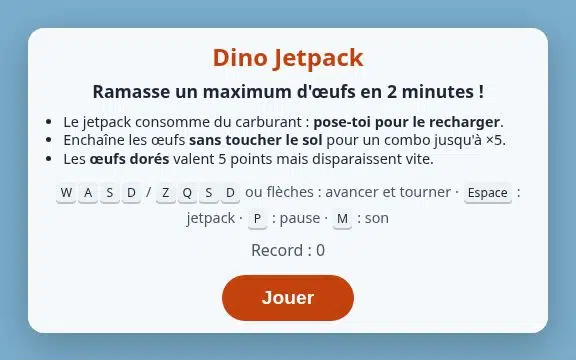 Dino Jetpack
Ramasse un maximum d'œufs en 2 minutes !
• Le jetpack consomme du carburant : pose-toi pour le recharger.
• Enchaîne les œufs sans toucher le sol pour un combo jusqu'à ×5.
• Les œufs dorés valent 5 points mais disparaissent vite.
W A S D / Z Q S D ou flèches : avancer et tourner · Espace :
jetpack · P : pause · M : son
Record : 0
Jouer